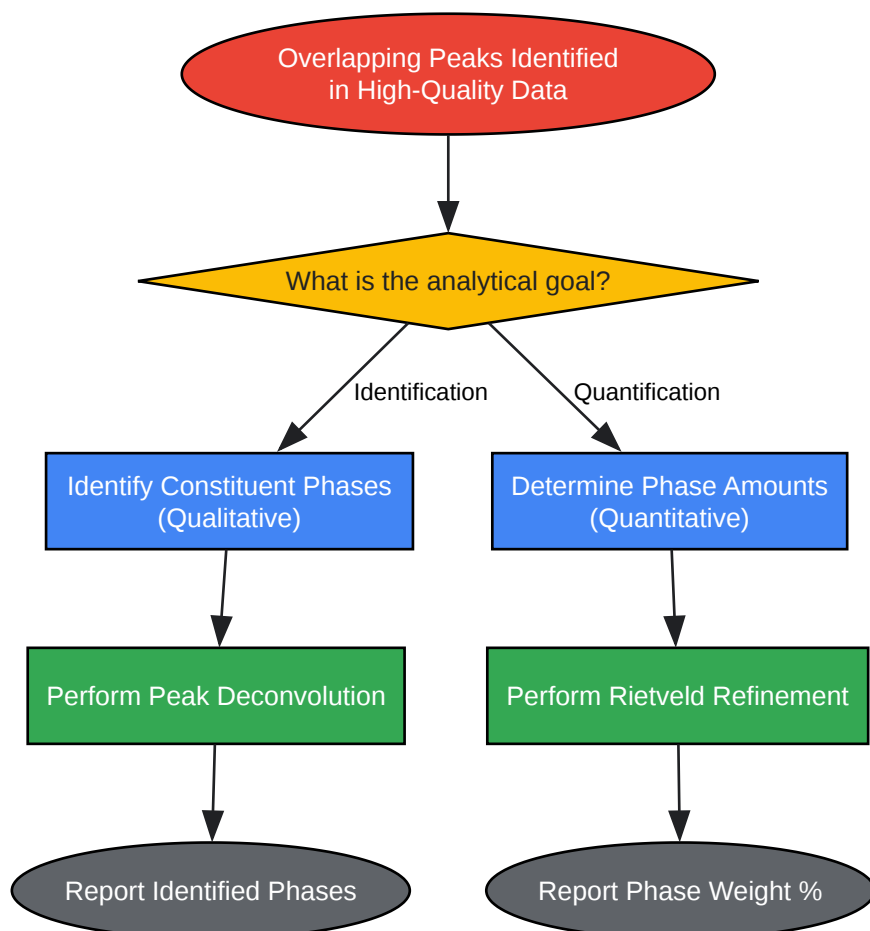 Overlapping Peaks Identified
in High-Quality Data
What is the analytical goal?
Identification
Quantification
Identify Constituent Phases
(Qualitative)
Determine Phase Amounts
(Quantitative)
Perform Peak Deconvolution
Perform Rietveld Refinement
Report Identified Phases
Report Phase Weight %